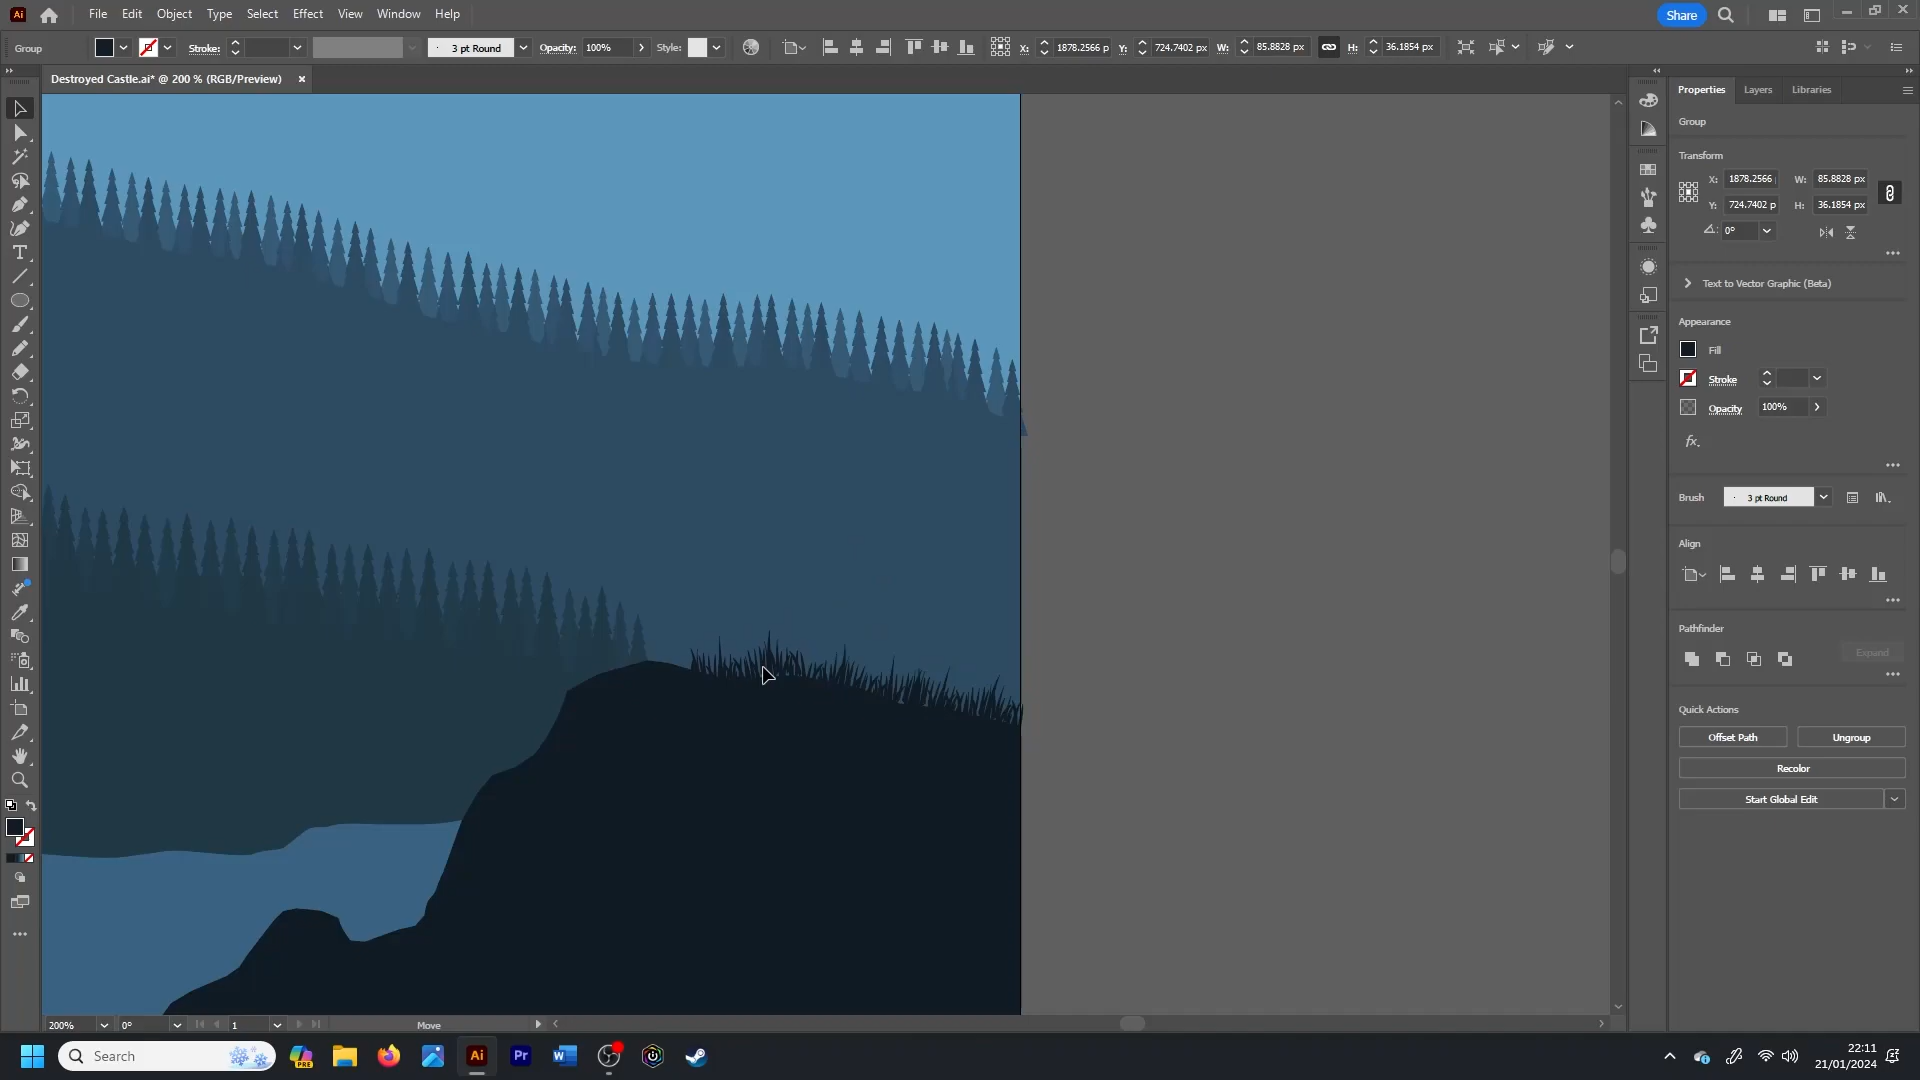 Ai File Edit Object Type Select Effect View Window Help Share
Group Stroke: 3 pt Round Opacity: 100% Style: X: 1878.2566 p Y: 724.7402 px W: 85.8828 px H: 36.1854 px
Destroyed Castle.ai* @ 200 % (RGB/Preview) ×
Properties Layers Libraries
Group
Transform
X: 1878.2566 W: 85.8828 px
Y: 724.7402 p H: 36.1854 px
0°
Text to Vector Graphic (Beta)
Appearance
Fill
Stroke
Opacity 100%
fx.
Brush 3 pt Round
Align
Pathfinder
Expand
Quick Actions
Offset Path Ungroup
Recolor
Start Global Edit
200% 0° 1 Move
Search PRE Ai Pr W
22:11
21/01/2024